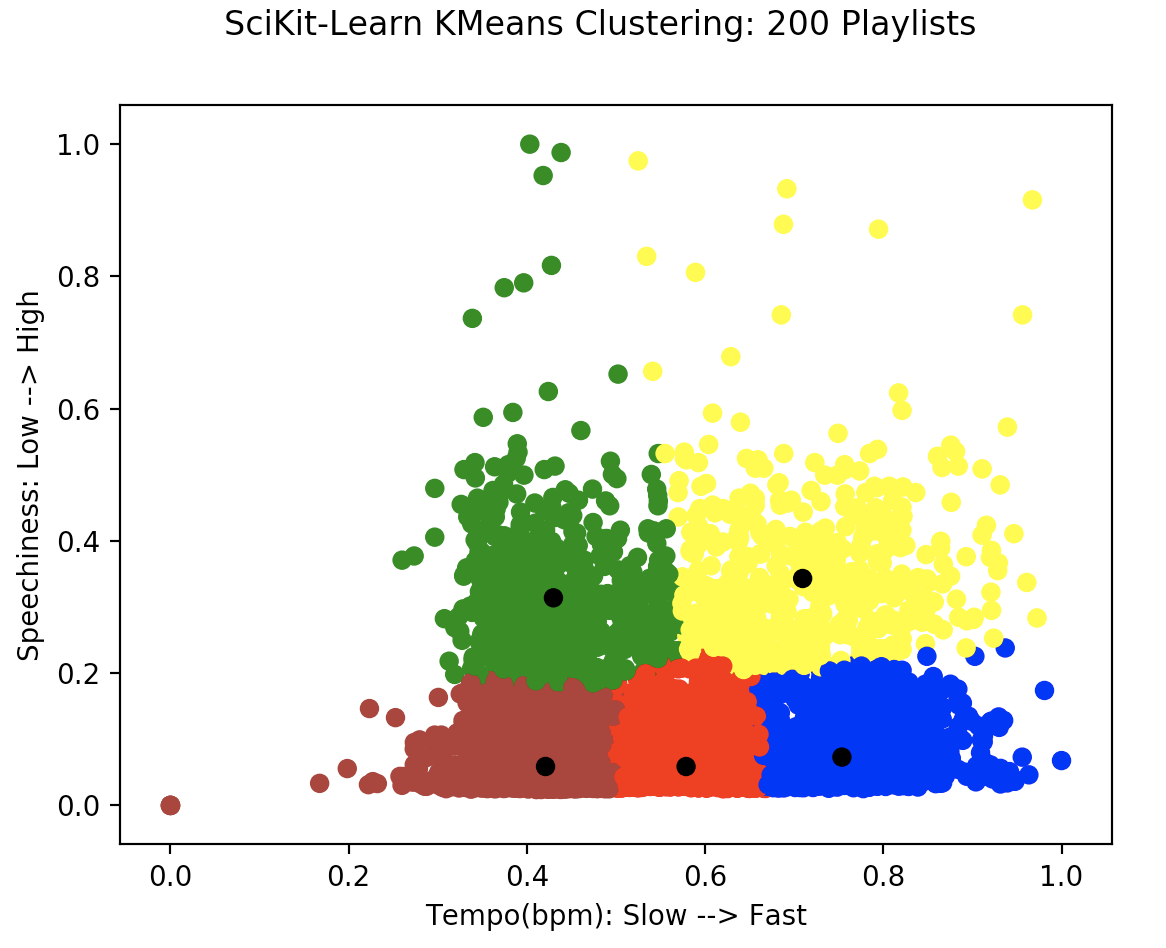 SciKit-Learn KMeans Clustering: 200 Playlists
Speechiness: Low --> High
1.0
0.8
0.6
0.4
0.2
0.0
0.0 0.2 0.4 0.6 0.8 1.0
Tempo(bpm): Slow --> Fast